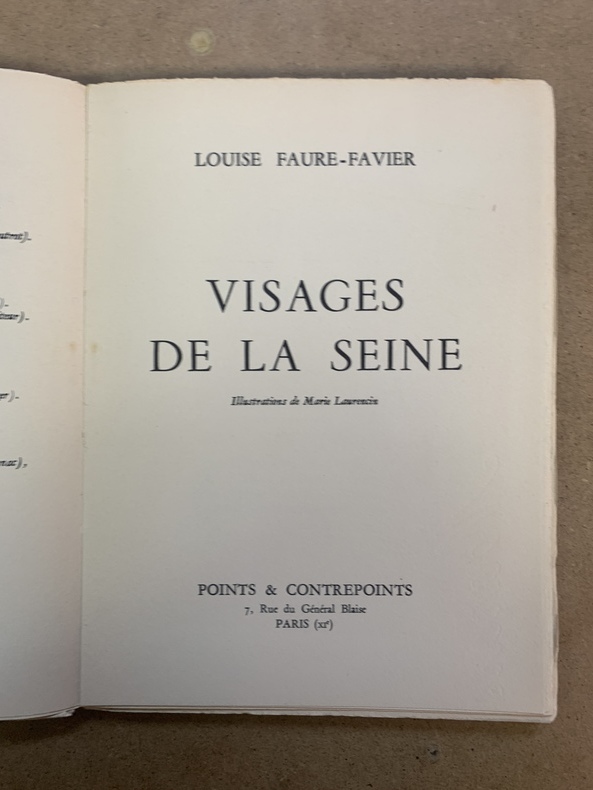 LOUISE FAURE-FAVIER
VISAGES
DE LA SEINE
Illustrations de Marie Laurencin
POINTS & CONTREPOINTS
7, Rue du Général Blaise
PARIS (XIᵉ)